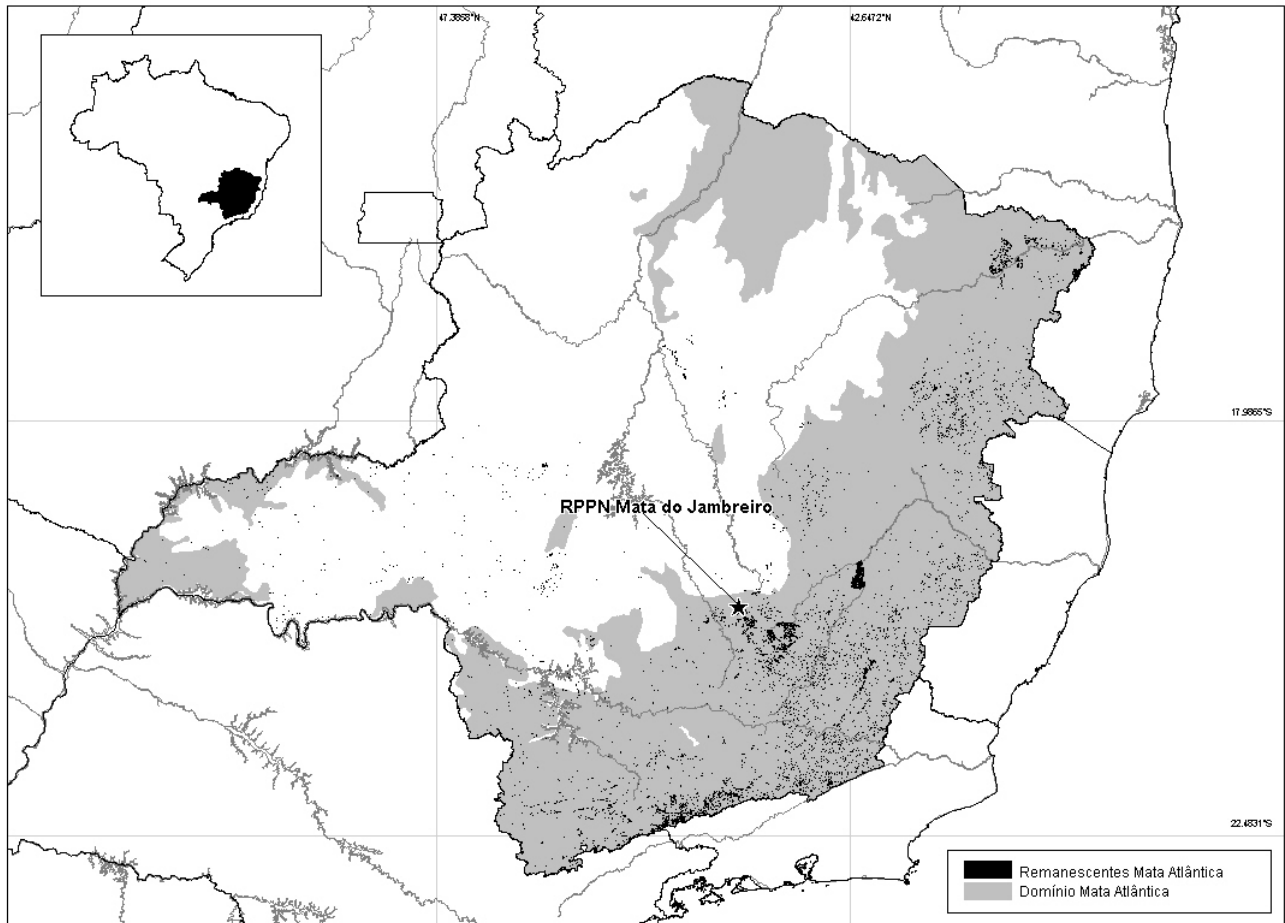 47.3868°N
42.6472°N
17.9865°S
RPPN Mata do Jambreiro
22.4831°S
Remanescentes Mata Atlântica
Domínio Mata Atlântica